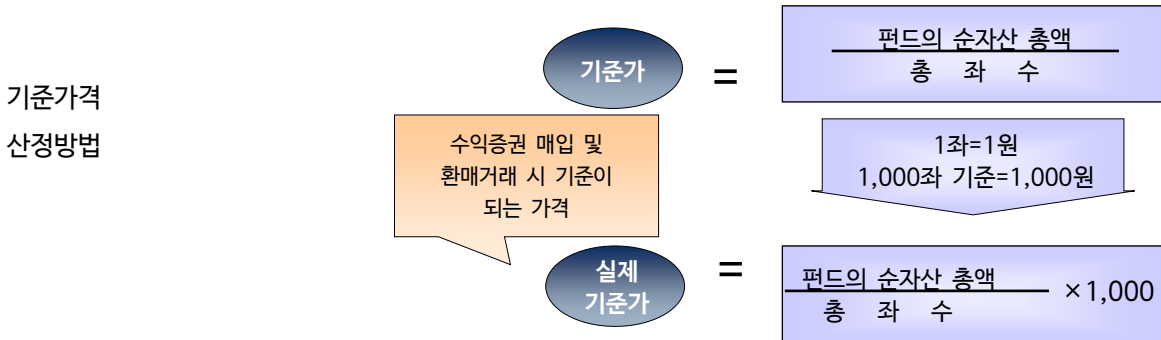 기준가격
산정방법
기준가
=
펀드의 순자산 총액
총 좌 수
수익증권 매입 및
환매거래 시 기준이
되는 가격
1좌=1원
1,000좌 기준=1,000원
실제
기준가
=
펀드의 순자산 총액
총 좌 수
×1,000